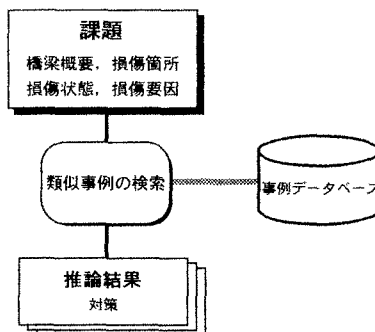 課題
橋梁概要，損傷箇所
損傷状態，損傷要因
類似事例の検索
事例データベース
推論結果
対策